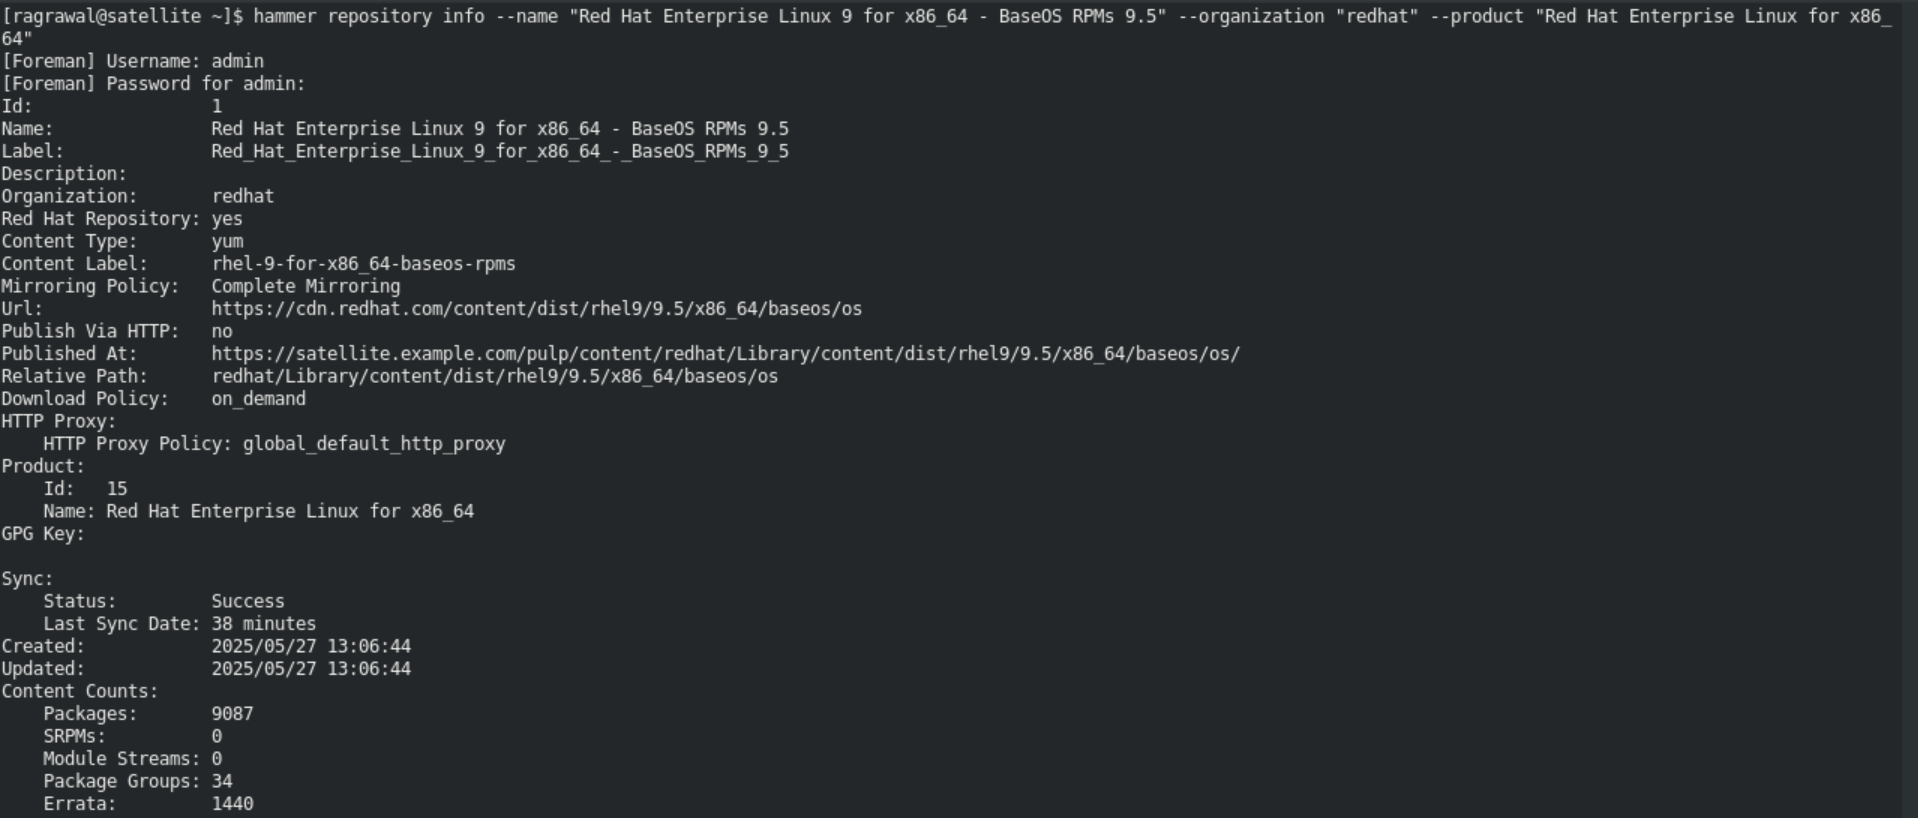 [ragrawal@satellite ~]$ hammer repository info --name "Red Hat Enterprise Linux 9 for x86_64 - BaseOS RPMs 9.5" --organization "redhat" --product "Red Hat Enterprise Linux for x86_
64"
[Foreman] Username: admin
[Foreman] Password for admin:
Id:                 1
Name:               Red Hat Enterprise Linux 9 for x86_64 - BaseOS RPMs 9.5
Label:              Red_Hat_Enterprise_Linux_9_for_x86_64_-_BaseOS_RPMs_9_5
Description:
Organization:       redhat
Red Hat Repository: yes
Content Type:       yum
Content Label:      rhel-9-for-x86_64-baseos-rpms
Mirroring Policy:   Complete Mirroring
Url:                https://cdn.redhat.com/content/dist/rhel9/9.5/x86_64/baseos/os
Publish Via HTTP:   no
Published At:       https://satellite.example.com/pulp/content/redhat/Library/content/dist/rhel9/9.5/x86_64/baseos/os/
Relative Path:      redhat/Library/content/dist/rhel9/9.5/x86_64/baseos/os
Download Policy:    on_demand
HTTP Proxy:
    HTTP Proxy Policy: global_default_http_proxy
Product:
    Id:   15
    Name: Red Hat Enterprise Linux for x86_64
GPG Key:

Sync:
    Status:         Success
    Last Sync Date: 38 minutes
Created:            2025/05/27 13:06:44
Updated:            2025/05/27 13:06:44
Content Counts:
    Packages:       9087
    SRPMs:          0
    Module Streams: 0
    Package Groups: 34
    Errata:         1440